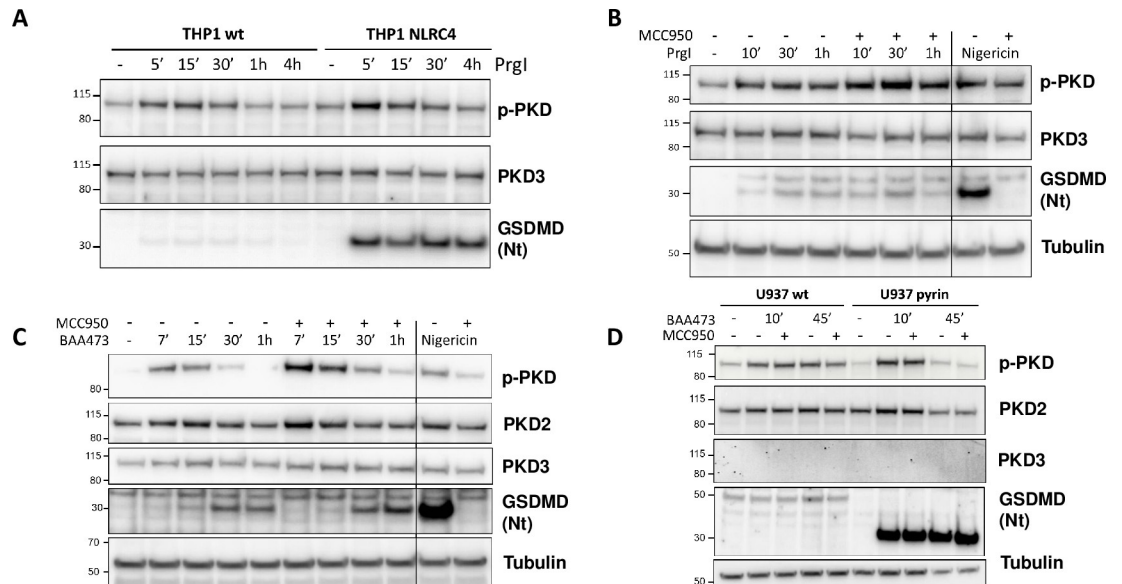 A
THP1 wt THP1 NLRC4
- 5’ 15’ 30’ 1h 4h - 5’ 15’ 30’ 1h 4h PrgI
115
80
p-PKD
115
80
PKD3
30
GSDMD
(Nt)
B
MCC950 - - - - + + + - +
PrgI - 10’ 30’ 1h 10’ 30’ 1h Nigericin
115
80
p-PKD
115
80
PKD3
30
GSDMD
(Nt)
50
Tubulin
C
MCC950 - - - - - + + + + - +
BAA473 - 7’ 15’ 30’ 1h 7’ 15’ 30’ 1h Nigericin
80
p-PKD
115
80
PKD2
115
80
PKD3
30
GSDMD
(Nt)
70
50
Tubulin
D
U937 wt U937 pyrin
BAA473 - 10’ 45’ - 10’ 45’
MCC950 - - + - + - - + - +
115
80
p-PKD
115
80
PKD2
115
80
PKD3
50
30
GSDMD
(Nt)
50
Tubulin